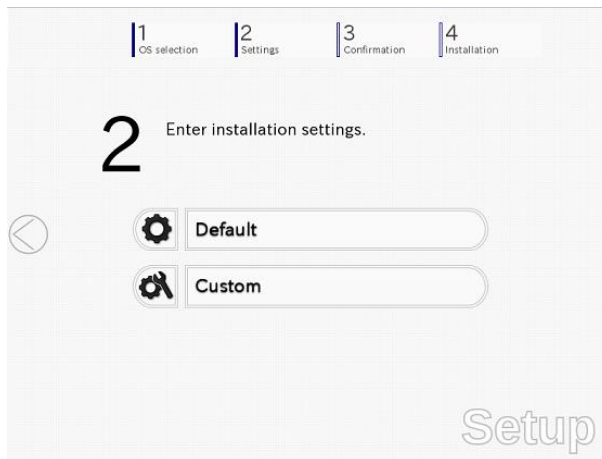 1
OS selection
2
Settings
3
Confirmation
4
Installation
2
Enter installation settings.
Default
Custom
Setup